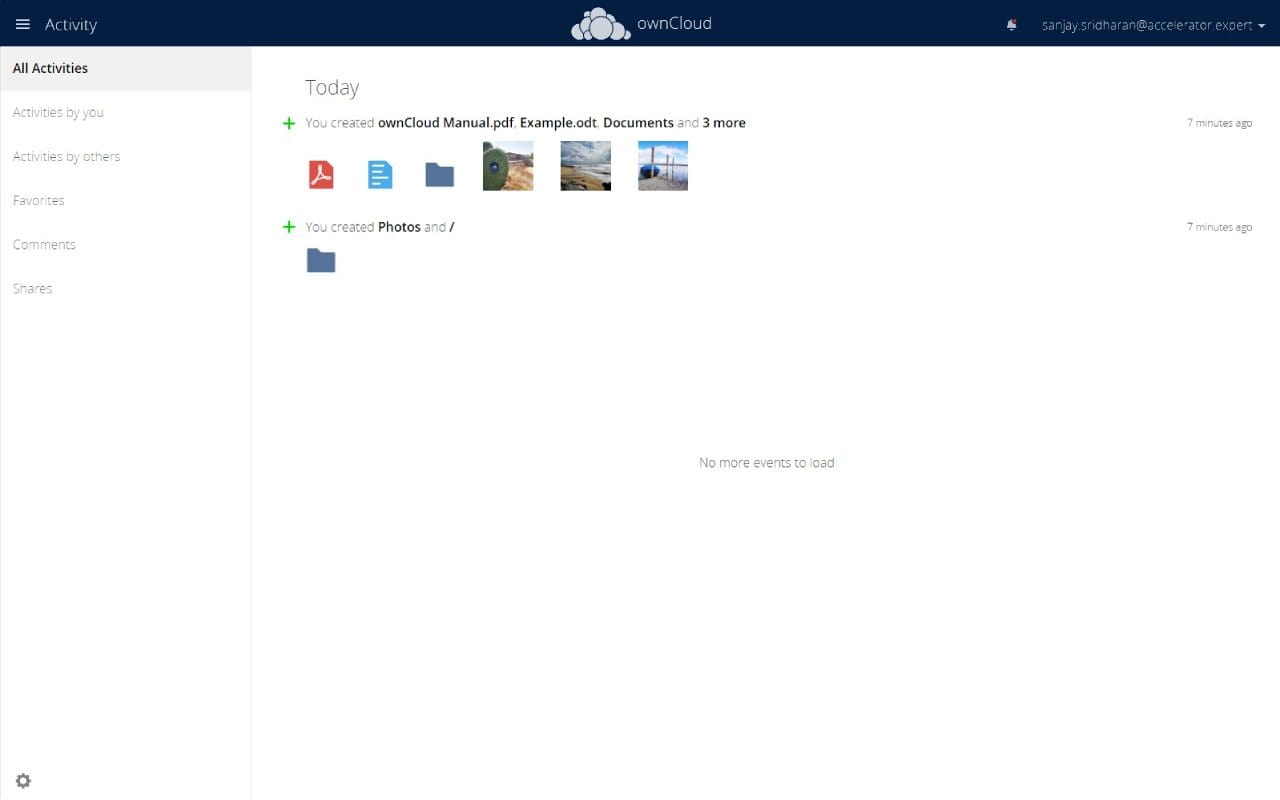 Activity
ownCloud
sanjay.sridharan@accelerator.expert
All Activities
Activities by you
Activities by others
Favorites
Comments
Shares
Today
You created ownCloud Manual.pdf, Example.odt, Documents and 3 more
7 minutes ago
You created Photos and /
7 minutes ago
No more events to load